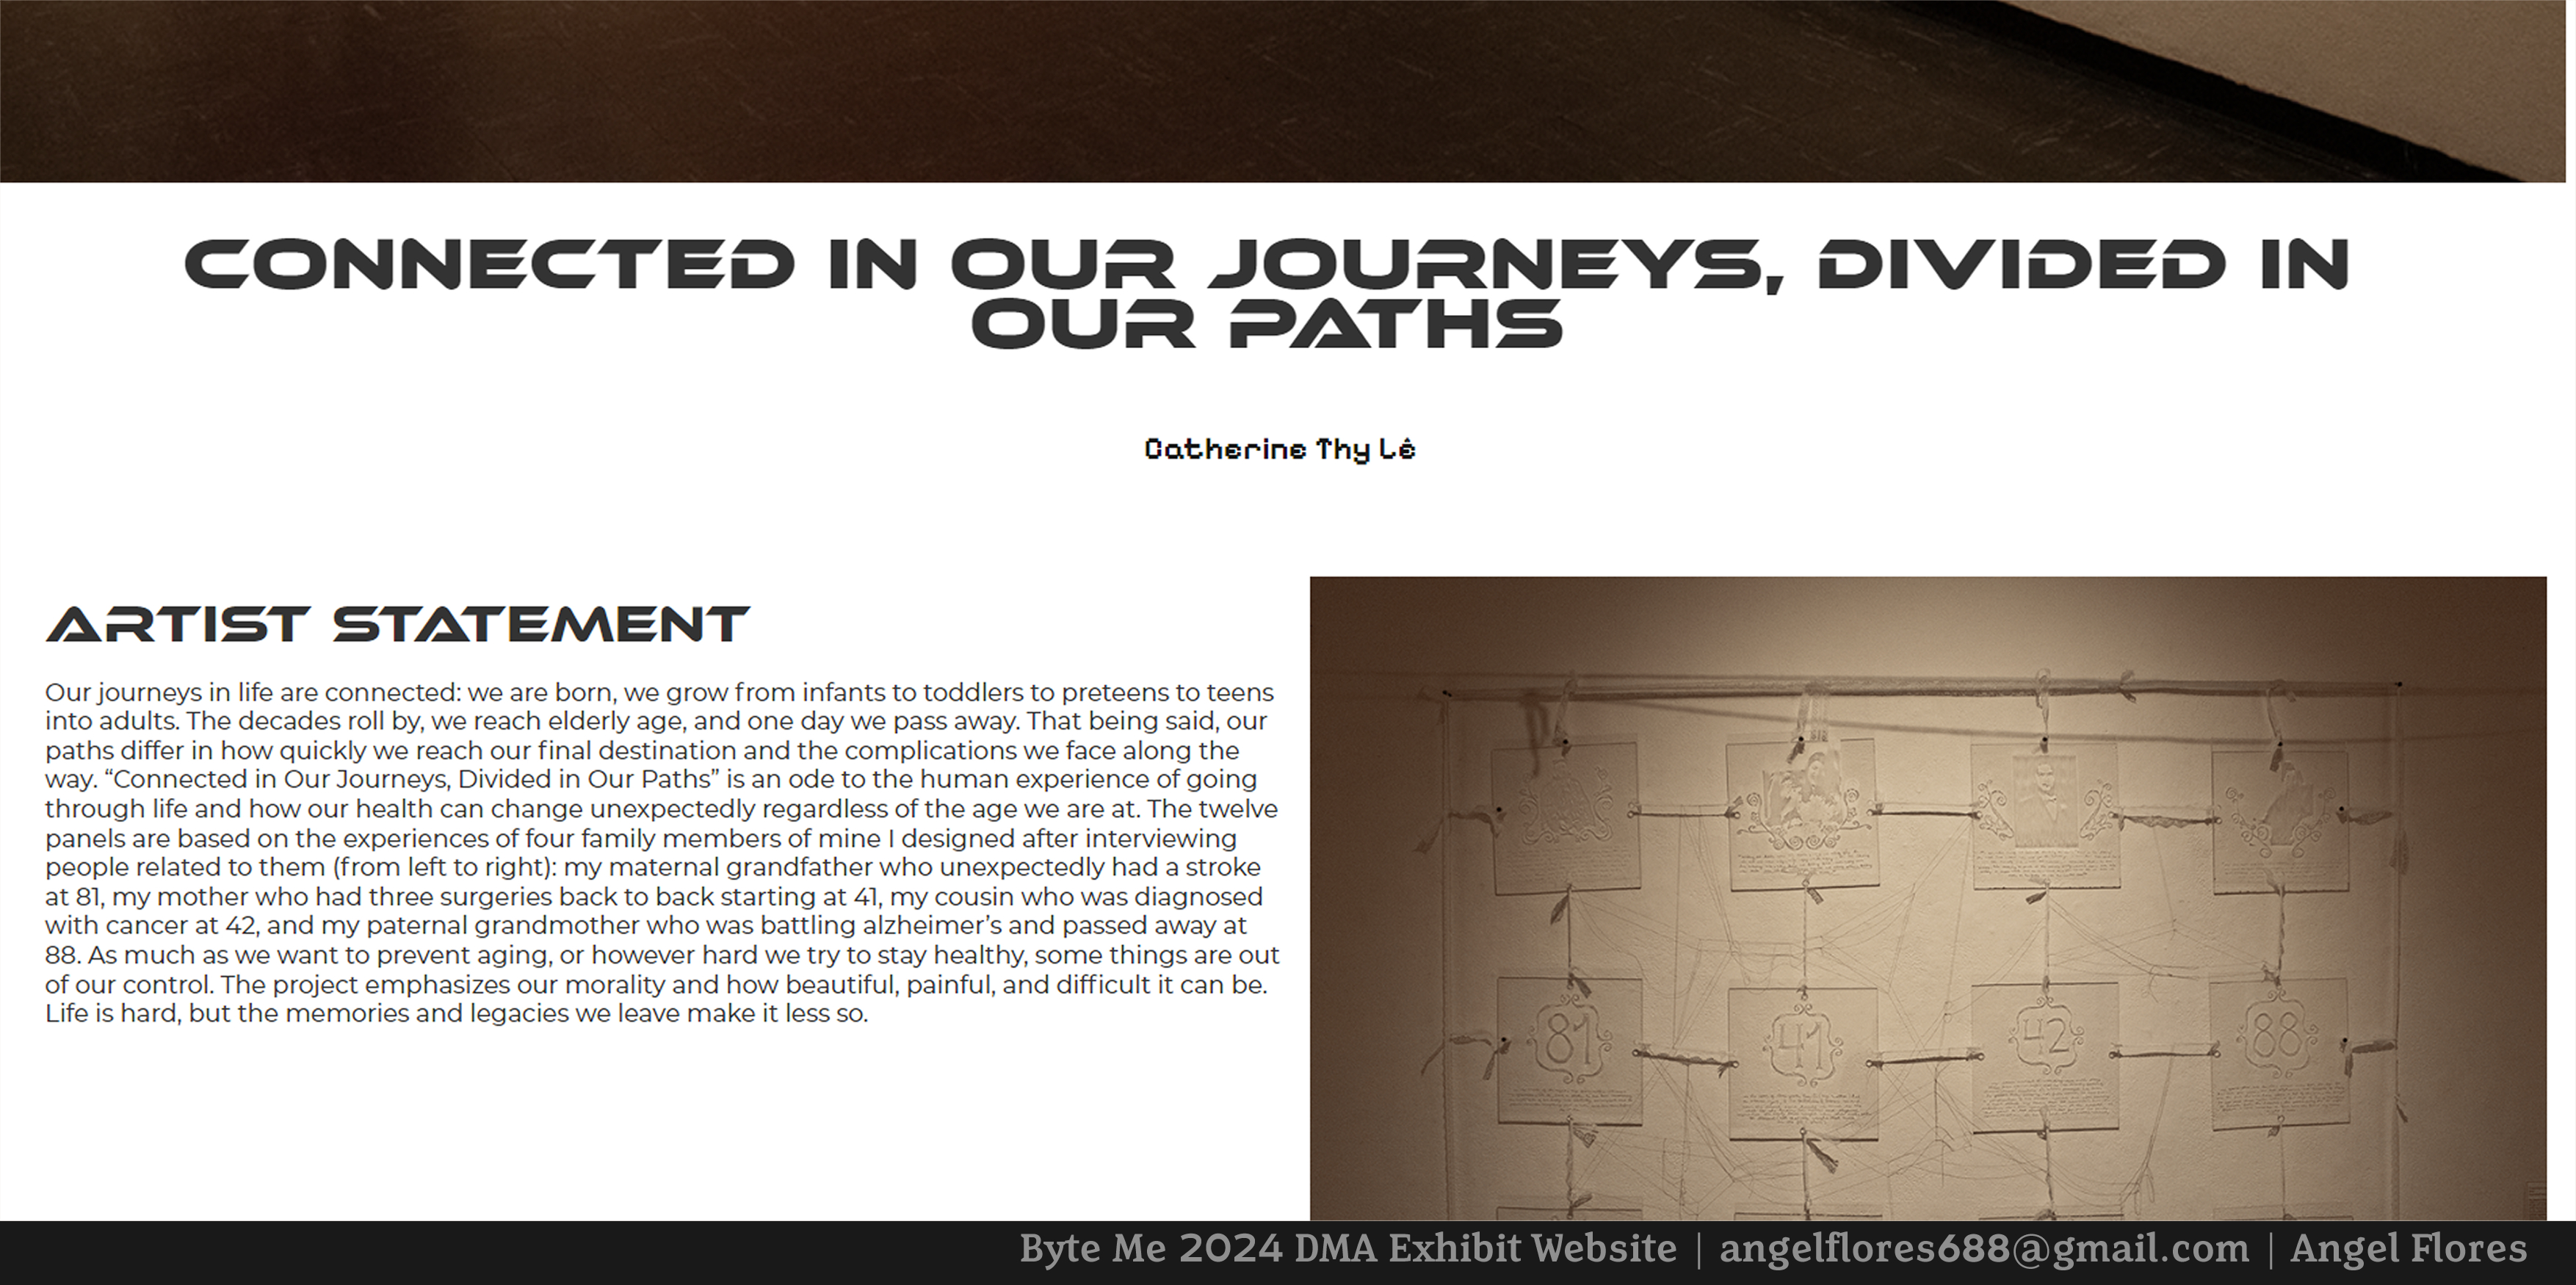 CONNECTED IN OUR JOURNEYS, DIVIDED IN
OUR PATHS
Catherine Thy Lê
ARTIST STATEMENT
Our journeys in life are connected: we are born, we grow from infants to toddlers to preteens to teens
into adults. The decades roll by, we reach elderly age, and one day we pass away. That being said, our
paths differ in how quickly we reach our final destination and the complications we face along the
way. “Connected in Our Journeys, Divided in Our Paths” is an ode to the human experience of going
through life and how our health can change unexpectedly regardless of the age we are at. The twelve
panels are based on the experiences of four family members of mine I designed after interviewing
people related to them (from left to right): my maternal grandfather who unexpectedly had a stroke
at 81, my mother who had three surgeries back to back starting at 41, my cousin who was diagnosed
with cancer at 42, and my paternal grandmother who was battling alzheimer’s and passed away at
88. As much as we want to prevent aging, or however hard we try to stay healthy, some things are out
of our control. The project emphasizes our morality and how beautiful, painful, and difficult it can be.
Life is hard, but the memories and legacies we leave make it less so.
81 41 42 88
Byte Me 2024 DMA Exhibit Website | angelflores688@gmail.com | Angel Flores